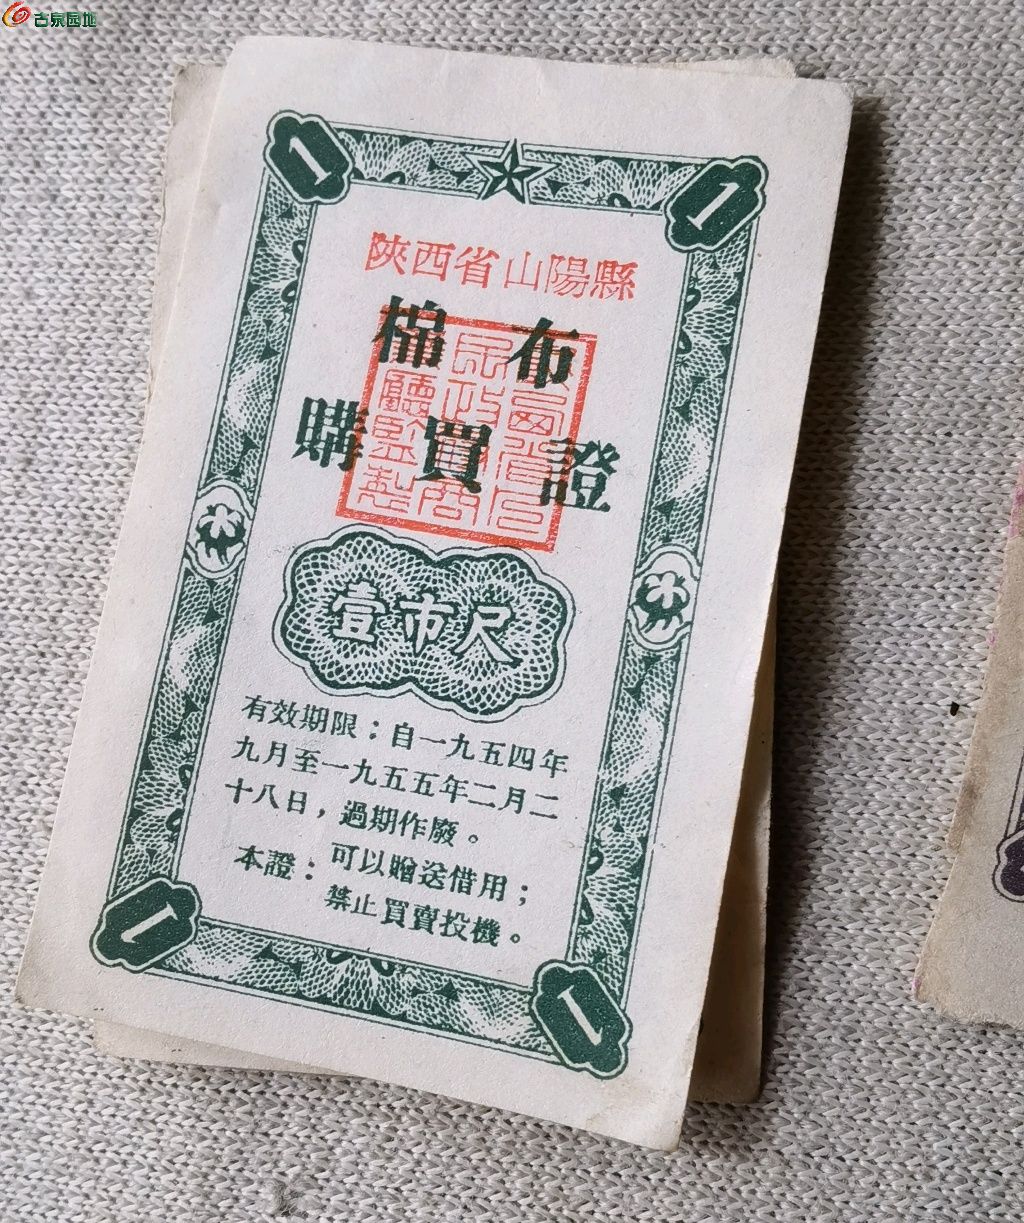 古泉园地
1
1
陝西省山陽縣
棉布
購買證
壹市尺
有效期限；自一九五四年
九月至一九五五年二月二
十八日，過期作廢。
本證：可以贈送借用；
禁止買賣投機。
1
1